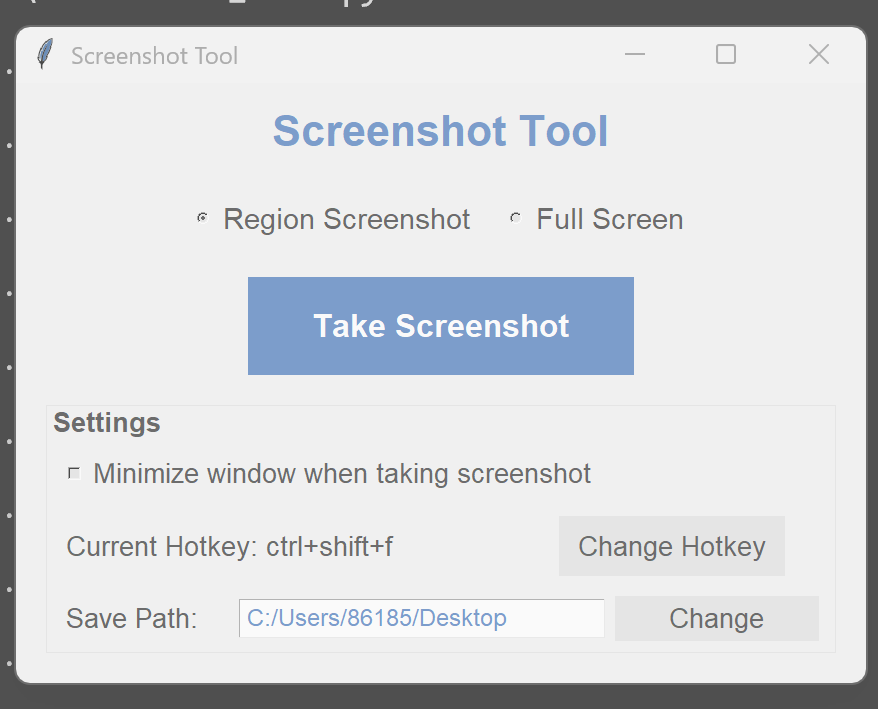 Screenshot Tool
Screenshot Tool
Region Screenshot Full Screen
Take Screenshot
Settings
Minimize window when taking screenshot
Current Hotkey: ctrl+shift+f Change Hotkey
Save Path: C:/Users/86185/Desktop Change